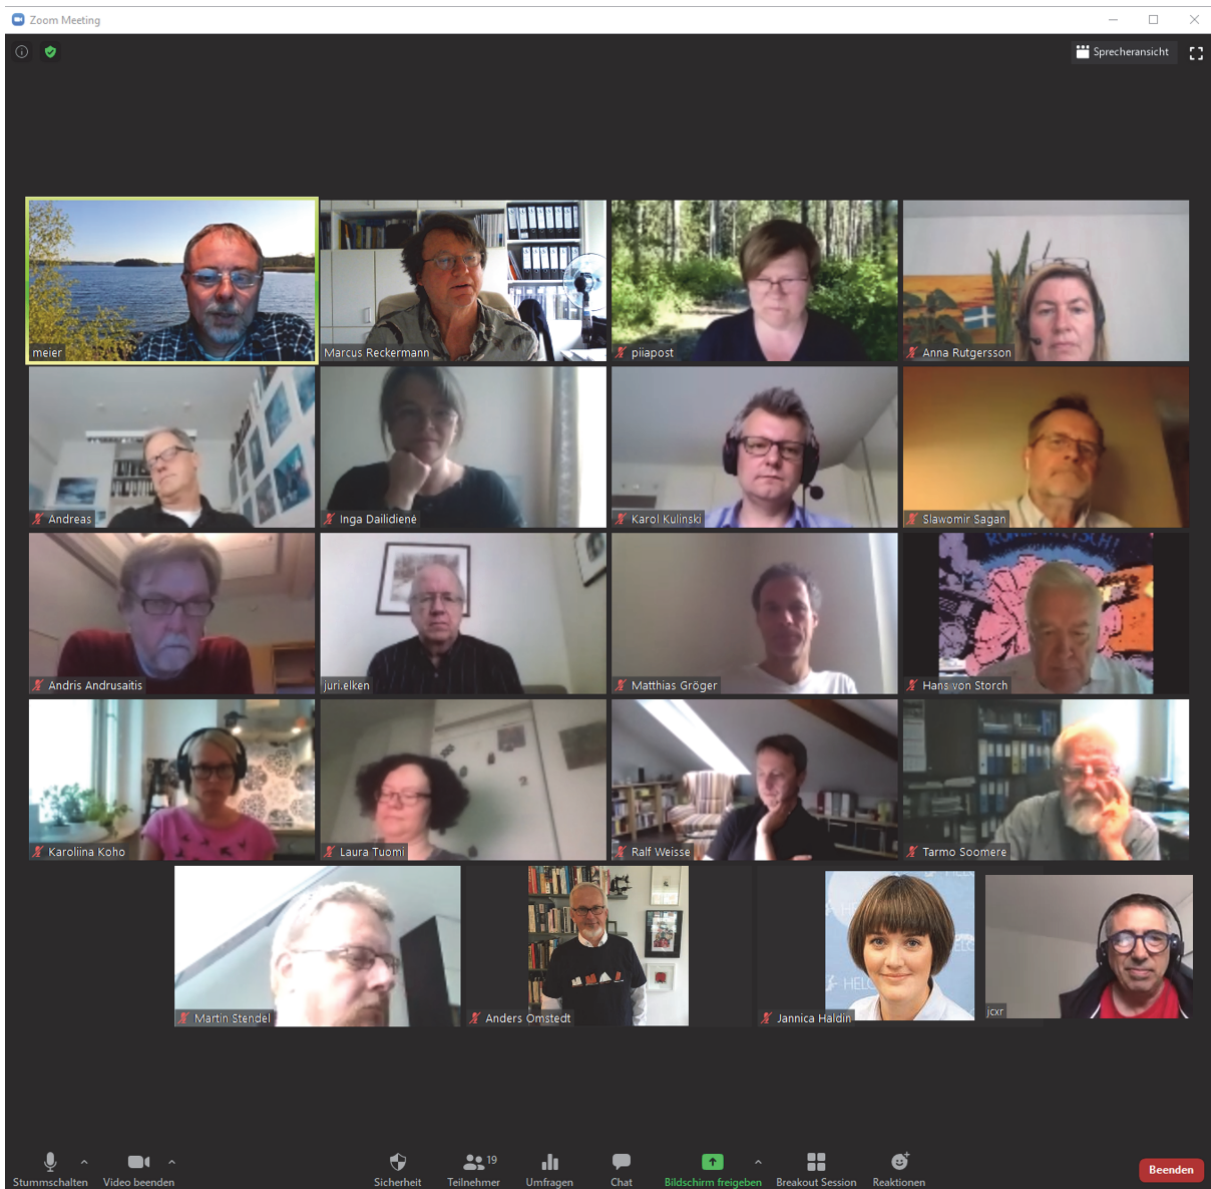 Zoom Meeting
Sprecheransicht
meier
Marcus Reckermann
piiapost
Anna Rutgersson
Andreas
Inga Dailidienė
Karol Kulinski
Slawomir Sagan
Andris Andrusaitis
juri.elken
Matthias Gröger
Hans von Storch
Karoliina Koho
Laura Tuomi
Ralf Weisse
Tarmo Soomere
Martin Stendel
Anders Omstedt
Jannica Haldin
jcxr
19
Stummschalten
Video beenden
Sicherheit
Teilnehmer
Umfragen
Chat
Bildschirm freigeben
Breakout Session
Reaktionen
Beenden